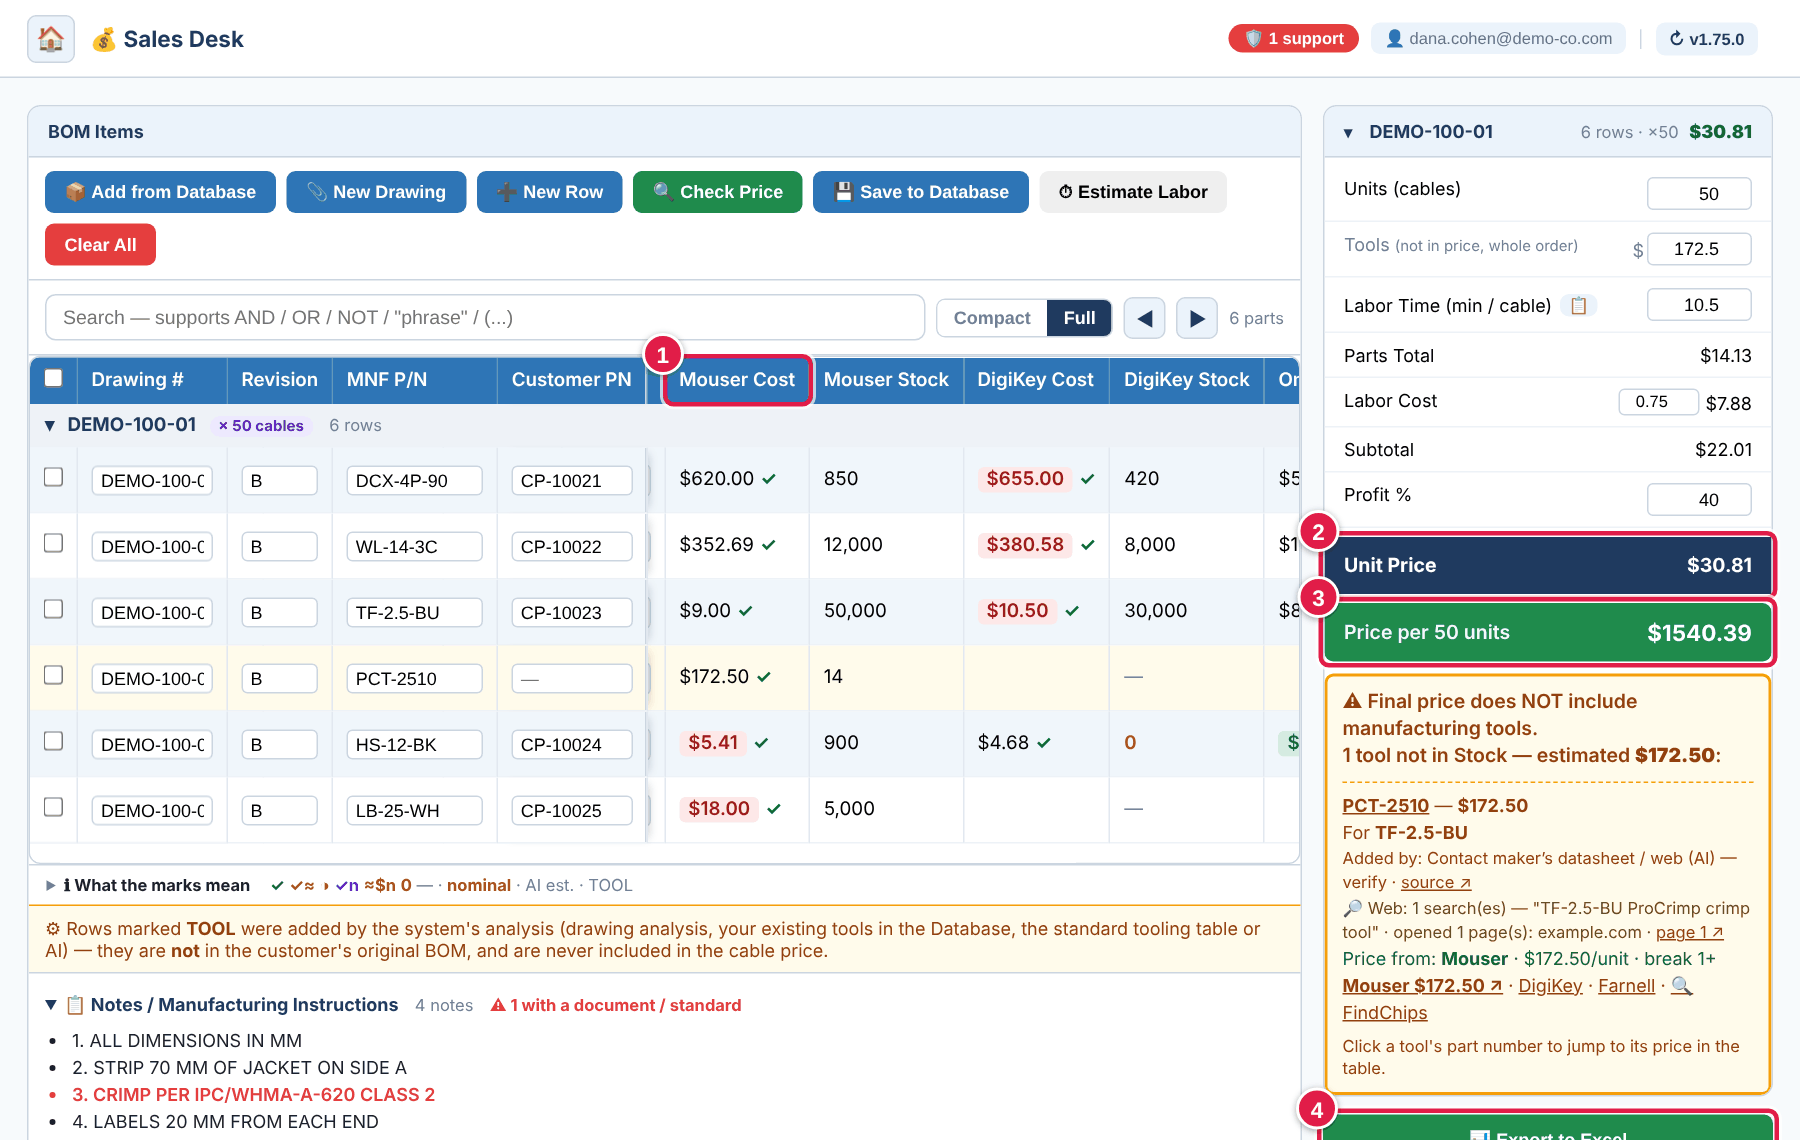 🏠 💰 Sales Desk
🛡️ 1 support 👤 dana.cohen@demo-co.com ↻ v1.75.0
BOM Items
📦 Add from Database 📎 New Drawing ➕ New Row 🔍 Check Price 💾 Save to Database ⏱ Estimate Labor
Clear All
Search — supports AND / OR / NOT / "phrase" / (...) Compact Full ◀ ▶ 6 parts
1
Drawing # Revision MNF P/N Customer PN Mouser Cost Mouser Stock DigiKey Cost DigiKey Stock
▼ DEMO-100-01 × 50 cables 6 rows
DEMO-100-0 B DCX-4P-90 CP-10021 $620.00 ✓ 850 $655.00 ✓ 420
DEMO-100-0 B WL-14-3C CP-10022 $352.69 ✓ 12,000 $380.58 ✓ 8,000
DEMO-100-0 B TF-2.5-BU CP-10023 $9.00 ✓ 50,000 $10.50 ✓ 30,000
DEMO-100-0 B PCT-2510 — $172.50 ✓ 14 —
DEMO-100-0 B HS-12-BK CP-10024 $5.41 ✓ 900 $4.68 ✓ 0
DEMO-100-0 B LB-25-WH CP-10025 $18.00 ✓ 5,000 —
▶ ℹ What the marks mean ✓ ✓≈ ◗ ✓n ≈$n 0 — · nominal · AI est. · TOOL
⚙ Rows marked TOOL were added by the system's analysis (drawing analysis, your existing tools in the Database, the standard tooling table or
AI) — they are not in the customer's original BOM, and are never included in the cable price.
▼ 📋 Notes / Manufacturing Instructions 4 notes ⚠ 1 with a document / standard
• 1. ALL DIMENSIONS IN MM
• 2. STRIP 70 MM OF JACKET ON SIDE A
• 3. CRIMP PER IPC/WHMA-A-620 CLASS 2
• 4. LABELS 20 MM FROM EACH END
▼ DEMO-100-01 6 rows · ×50 $30.81
Units (cables) 50
Tools (not in price, whole order) $ 172.5
Labor Time (min / cable) 📋 10.5
Parts Total $14.13
Labor Cost 0.75 $7.88
Subtotal $22.01
Profit % 40
2
Unit Price $30.81
3
Price per 50 units $1540.39
⚠ Final price does NOT include
manufacturing tools.
1 tool not in Stock — estimated $172.50:
PCT-2510 — $172.50
For TF-2.5-BU
Added by: Contact maker’s datasheet / web (AI) —
verify · source ↗
🔎 Web: 1 search(es) — "TF-2.5-BU ProCrimp crimp
tool" · opened 1 page(s): example.com · page 1 ↗
Price from: Mouser · $172.50/unit · break 1+
Mouser $172.50 ↗ · DigiKey · Farnell · 🔍
FindChips
Click a tool's part number to jump to its price in the
table.
4
📊 Export to Excel